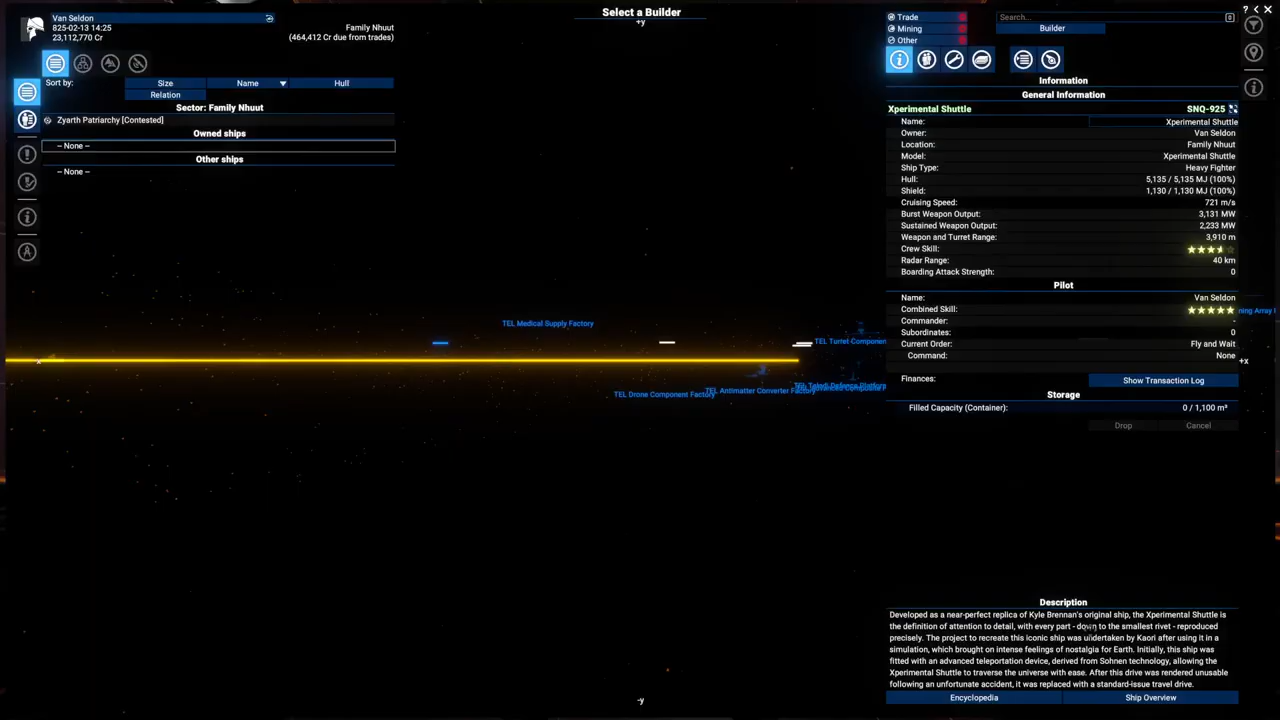 Van Seldon
825-02-13 14:25
23,112,770 Cr
Family Nhuut
(464,412 Cr due from trades)
Sort by:
Size
Name
Hull
Relation
Sector: Family Nhuut
Zyarth Patriarchy [Contested]
Owned ships
-- None --
Other ships
-- None --
Select a Builder
+y
TEL Medical Supply Factory
TEL Turret Componen
TEL Teladi Defence Platform
TEL Antimatter Converter Factory
TEL Drone Component Factory
-x
+x
-y
Trade
Mining
Other
Search...
Builder
? < X
Information
General Information
Xperimental Shuttle SNQ-925
Name: Xperimental Shuttle
Owner: Van Seldon
Location: Family Nhuut
Model: Xperimental Shuttle
Ship Type: Heavy Fighter
Hull: 5,135 / 5,135 MJ (100%)
Shield: 1,130 / 1,130 MJ (100%)
Cruising Speed: 721 m/s
Burst Weapon Output: 3,131 MW
Sustained Weapon Output: 2,233 MW
Weapon and Turret Range: 3,910 m
Crew Skill:
Radar Range: 40 km
Boarding Attack Strength: 0
Pilot
Name: Van Seldon
Combined Skill:
ning Array
Commander: -
Subordinates: 0
Current Order: Fly and Wait
Command: None
Finances: Show Transaction Log
Storage
Filled Capacity (Container): 0 / 1,100 m³
Drop Cancel
Description
Developed as a near-perfect replica of Kyle Brennan's original ship, the Xperimental Shuttle is
the definition of attention to detail, with every part - down to the smallest rivet - reproduced
precisely. The project to recreate this iconic ship was undertaken by Kaori after using it in a
simulation, which brought on intense feelings of nostalgia for Earth. Initially, this ship was
fitted with an advanced teleportation device, derived from Sohnen technology, allowing the
Xperimental Shuttle to traverse the universe with ease. After this drive was rendered unusable
following an unfortunate accident, it was replaced with a standard-issue travel drive.
Encyclopedia Ship Overview